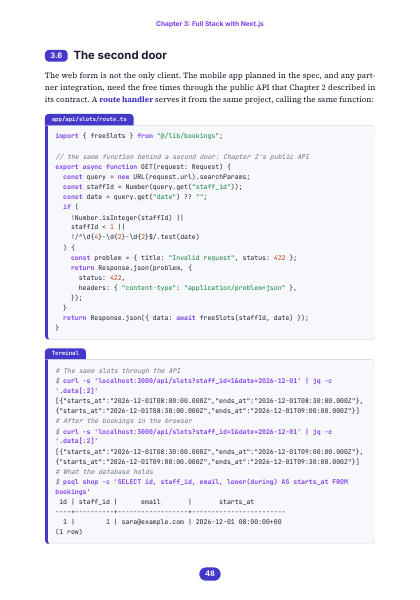 Chapter 3: Full Stack with Next.js
3.6 The second door
The web form is not the only client. The mobile app planned in the spec, and any part-
ner integration, need the free times through the public API that Chapter 2 described in
its contract. A route handler serves it from the same project, calling the same function:
app/api/slots/route.ts
import { freeSlots } from "@/lib/bookings";
// the same function behind a second door: Chapter 2's public API
export async function GET(request: Request) {
const query = new URL(request.url).searchParams;
const staffId = Number(query.get("staff_id"));
const date = query.get("date") ?? "";
if (
!Number.isInteger(staffId) ||
staffId < 1 ||
!/^\d{4}-\d{2}-\d{2}$/.test(date)
) {
const problem = { title: "Invalid request", status: 422 };
return Response.json(problem, {
status: 422,
headers: { "content-type": "application/problem+json" },
});
}
return Response.json({ data: await freeSlots(staffId, date) });
}
Terminal
# The same slots through the API
$ curl -s 'localhost:3000/api/slots?staff_id=1&date=2026-12-01' | jq -c
'.data[:2]'
[{"starts_at":"2026-12-01T08:00:00.000Z","ends_at":"2026-12-01T08:30:00.000Z"},
{"starts_at":"2026-12-01T08:30:00.000Z","ends_at":"2026-12-01T09:00:00.000Z"}]
# After the bookings in the browser
$ curl -s 'localhost:3000/api/slots?staff_id=1&date=2026-12-01' | jq -c
'.data[:2]'
[{"starts_at":"2026-12-01T08:30:00.000Z","ends_at":"2026-12-01T09:00:00.000Z"},
{"starts_at":"2026-12-01T09:00:00.000Z","ends_at":"2026-12-01T09:30:00.000Z"}]
# What the database holds
$ psql shop -c 'SELECT id, staff_id, email, lower(during) AS starts_at FROM
bookings'
id | staff_id | email | starts_at
----+----------+------------------+------------------------
1 | 1 | sara@example.com | 2026-12-01 08:00:00+00
(1 row)
48